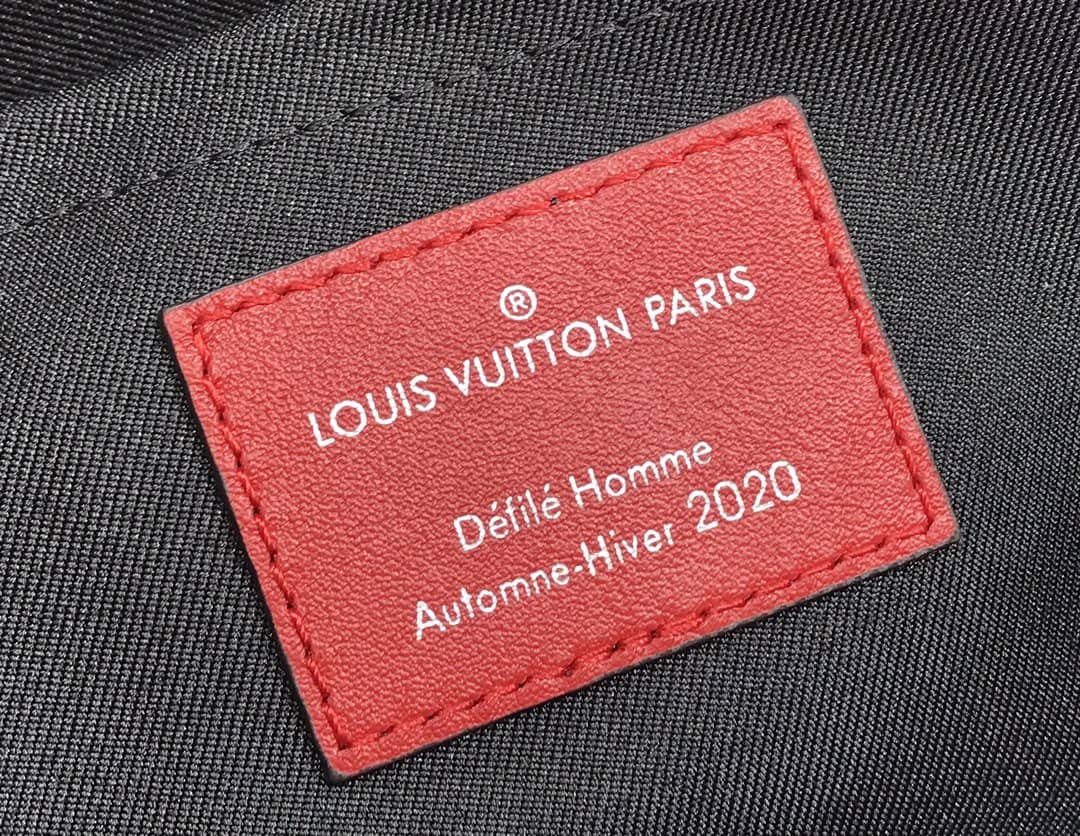 ®
LOUIS VUITTON PARIS
Défilé Homme
Automne-Hiver 2020